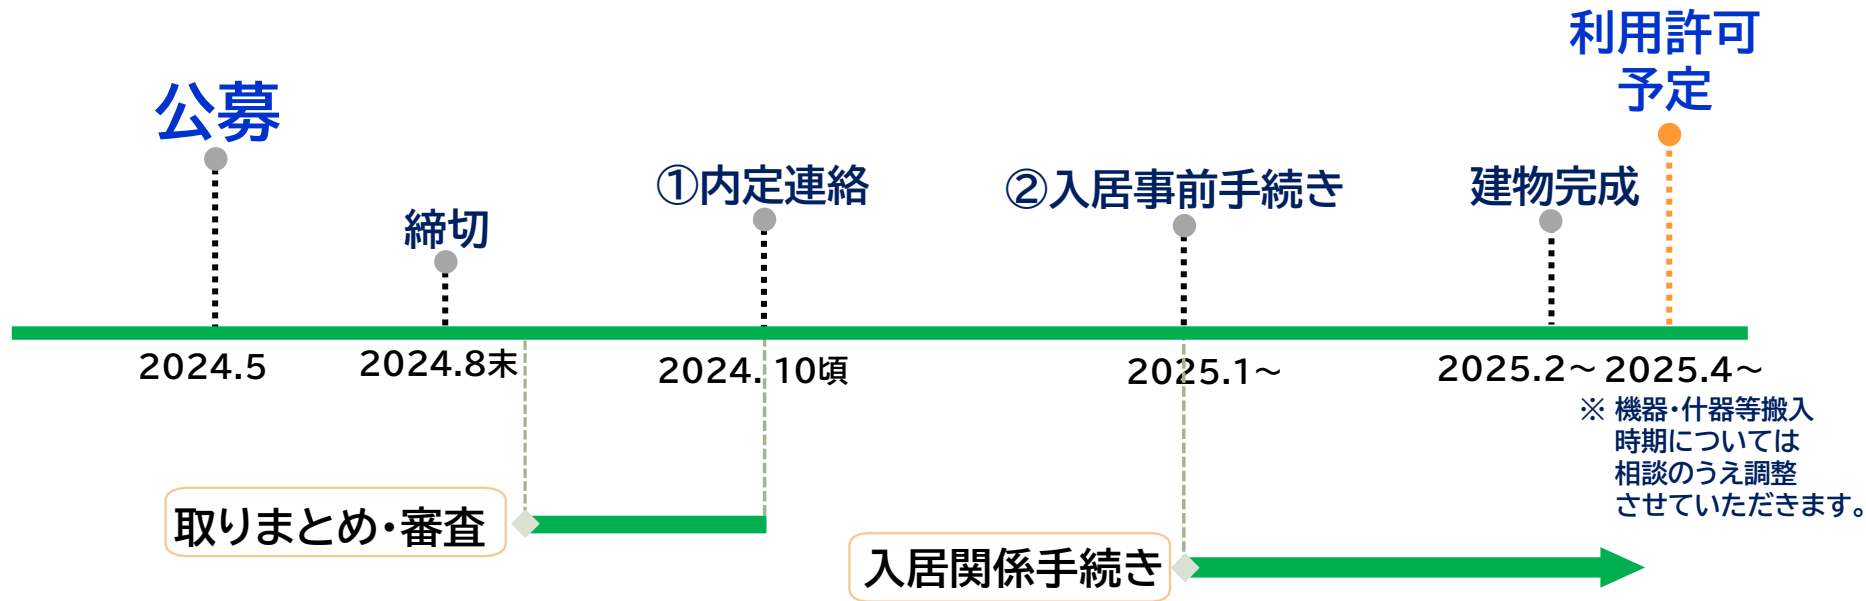 公募
締切
①内定連絡
②入居事前手続き
建物完成
利用許可
予定
2024.5
2024.8末
2024.10頃
2025.1～
2025.2～
2025.4～
※ 機器・什器等搬入
時期については
相談のうえ調整
させていただきます。
取りまとめ・審査
入居関係手続き